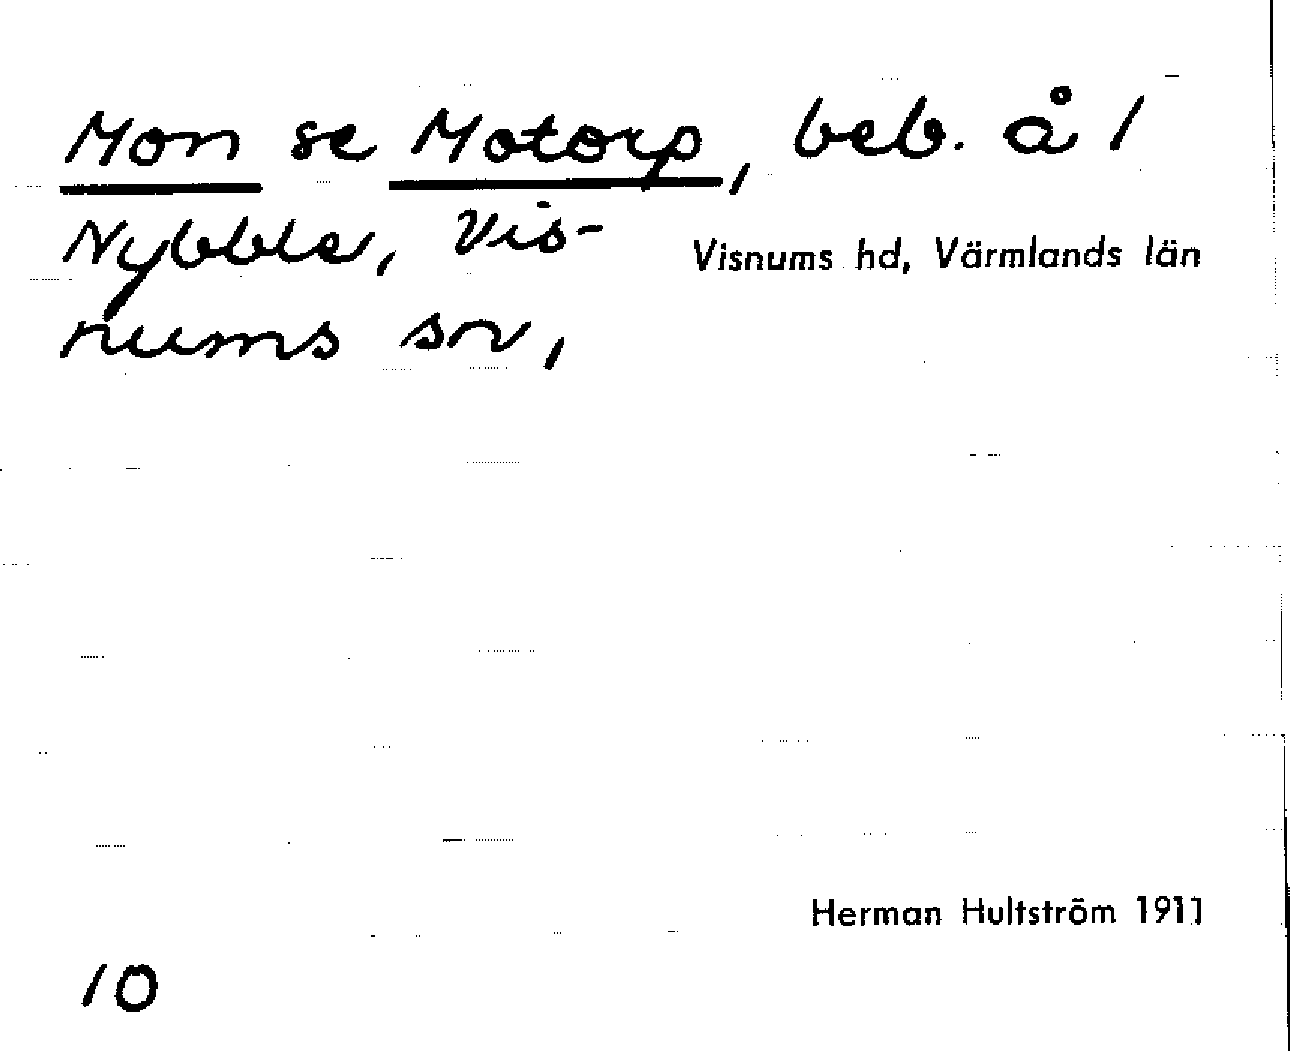 Mon se Motorp, beb. å 1
Nybble, Vis-
nums sn,
Visnums hd, Värmlands län
Herman Hultström 1911
10